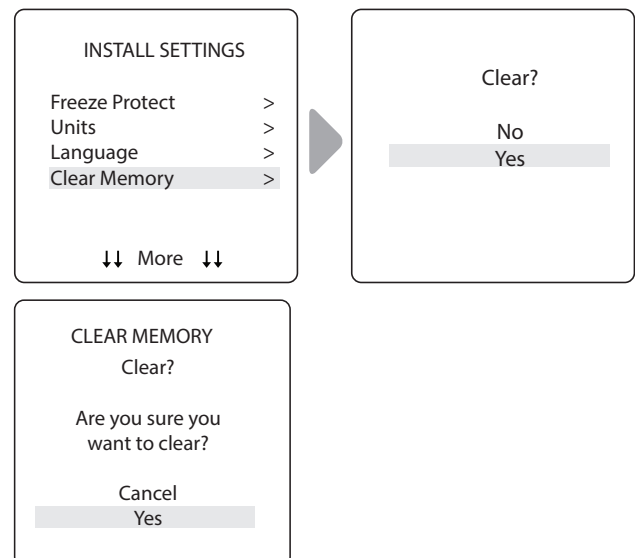 INSTALL SETTINGS
Freeze Protect >
Units >
Language >
Clear Memory >
↓↓ More ↓↓
Clear?
No
Yes
CLEAR MEMORY
Clear?
Are you sure you
want to clear?
Cancel
Yes